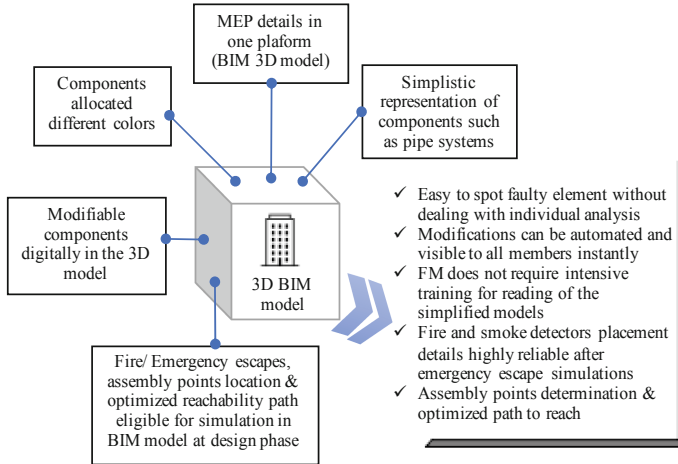 MEP details in
one plaform
(BIM 3D model)
Components
allocated
different colors
Simplistic
representation of
components such
as pipe systems
Modifiable
components
digitally in the 3D
model
3D BIM
model
Fire/ Emergency escapes,
assembly points location &
optimized reachability path
eligible for simulation in
BIM model at design phase
✓ Easy to spot faulty element without
dealing with individual analysis
✓ Modifications can be automated and
visible to all members instantly
✓ FM does not require intensive
training for reading of the
simplified models
✓ Fire and smoke detectors placement
details highly reliable after
emergency escape simulations
✓ Assembly points determination &
optimized path to reach